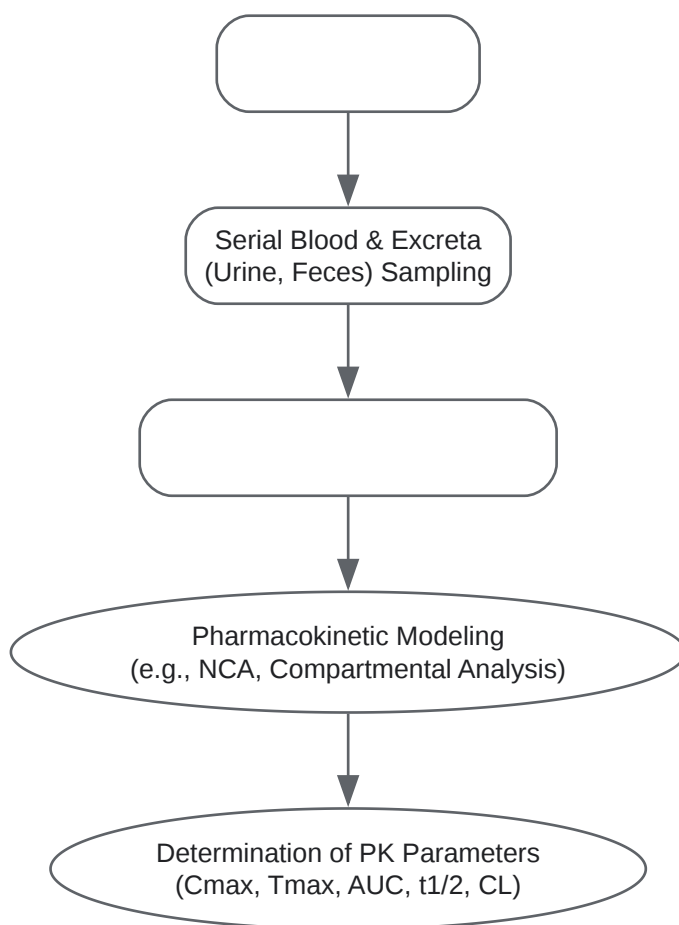 Serial Blood & Excreta
(Urine, Feces) Sampling
Pharmacokinetic Modeling
(e.g., NCA, Compartmental Analysis)
Determination of PK Parameters
(Cmax, Tmax, AUC, t1/2, CL)